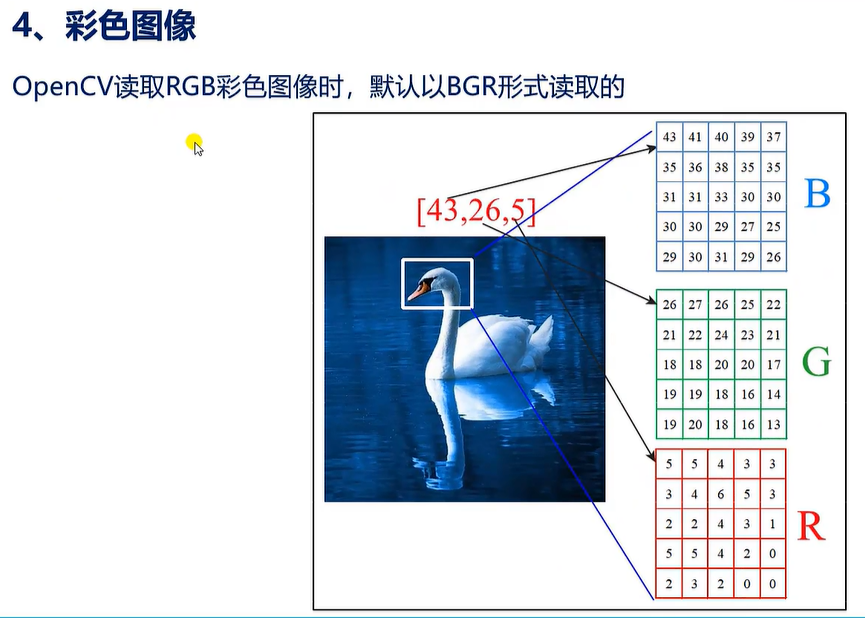 4、彩色图像
OpenCV读取RGB彩色图像时，默认以BGR形式读取的
[43,26,5]
43 41 40 39 37
35 36 38 35 35
31 31 33 30 30
30 30 29 27 25
29 30 31 29 26
B
26 27 26 25 22
21 22 24 23 21
18 18 20 20 17
19 19 18 16 14
19 20 18 16 13
G
5 5 4 3 3
3 4 6 5 3
2 2 4 3 1
5 5 4 2 0
2 3 2 0 0
R